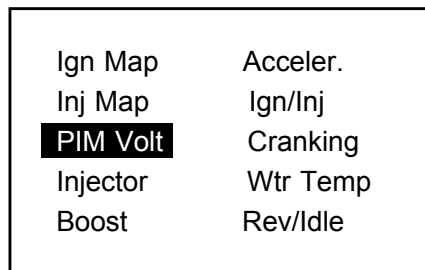 Ign Map Acceler.
Inj Map Ign/Inj
PIM Volt Cranking
Injector Wtr Temp
Boost Rev/Idle